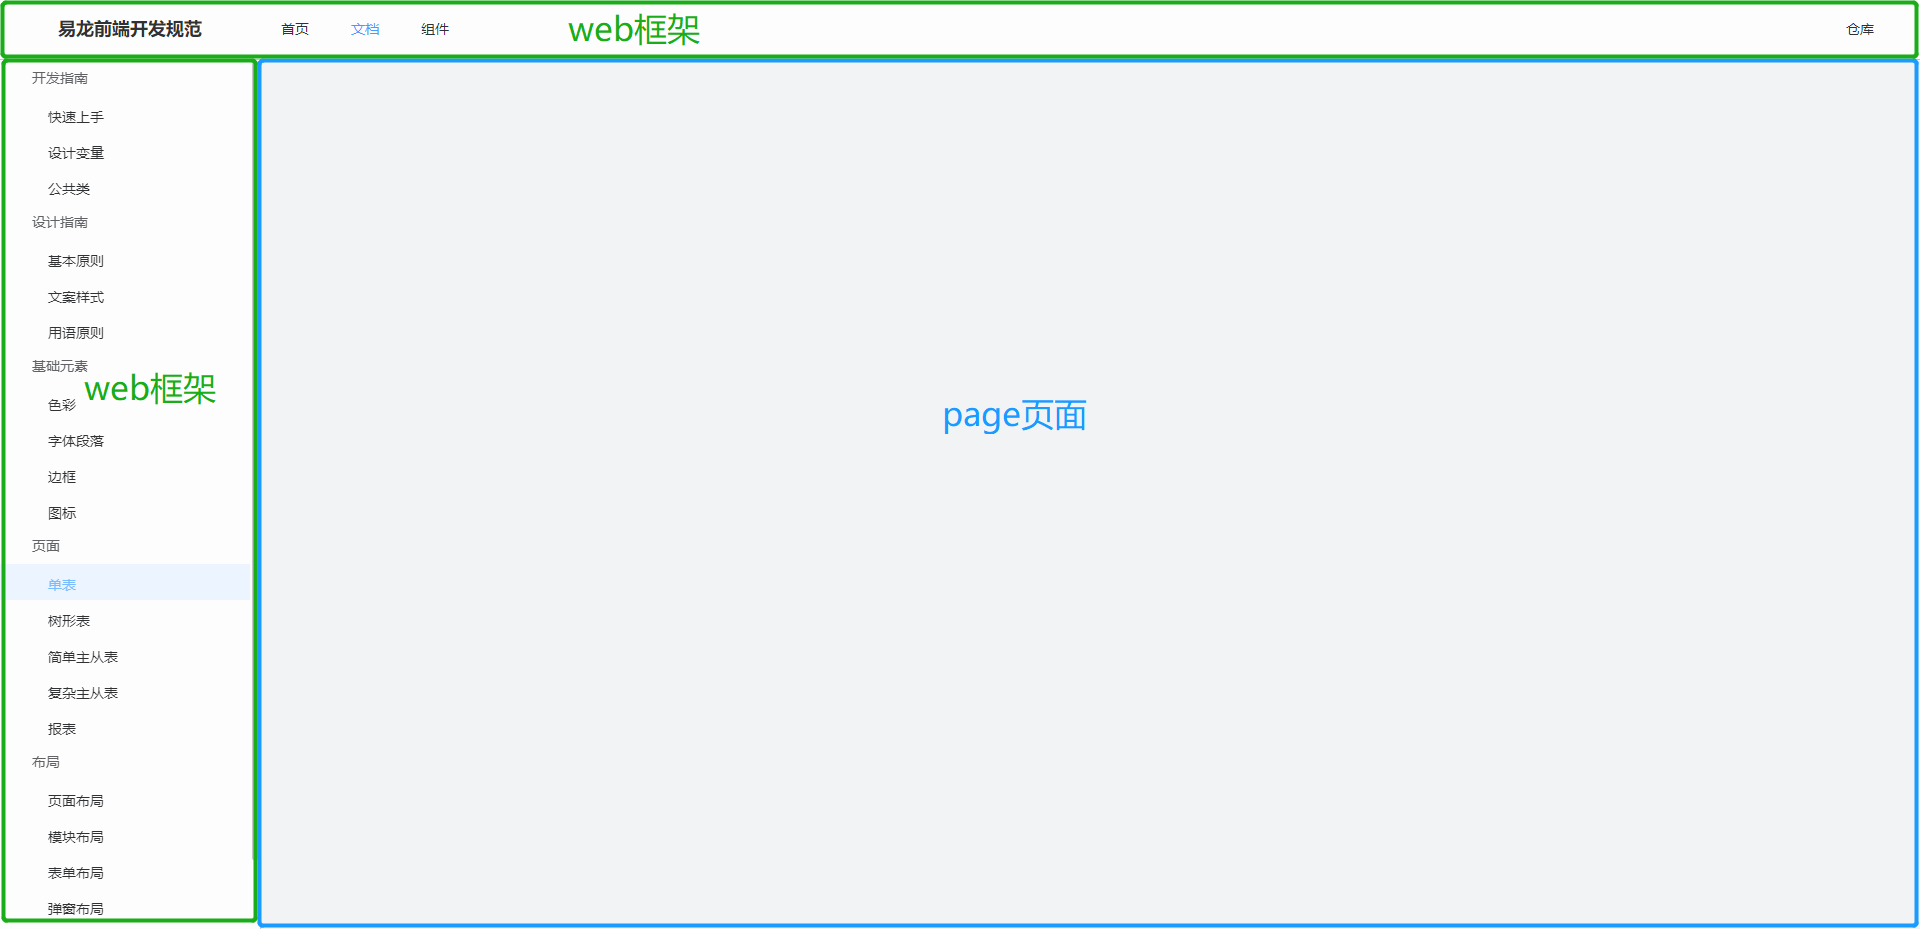 易龙前端开发规范 首页 文档 组件 web框架 仓库
开发指南
快速上手
设计变量
公共类
设计指南
基本原则
文案样式
用语原则
基础元素
web框架
色彩
字体段落
边框
图标
页面
单表
树形表
简单主从表
复杂主从表
报表
布局
页面布局
模块布局
表单布局
弹窗布局
page页面